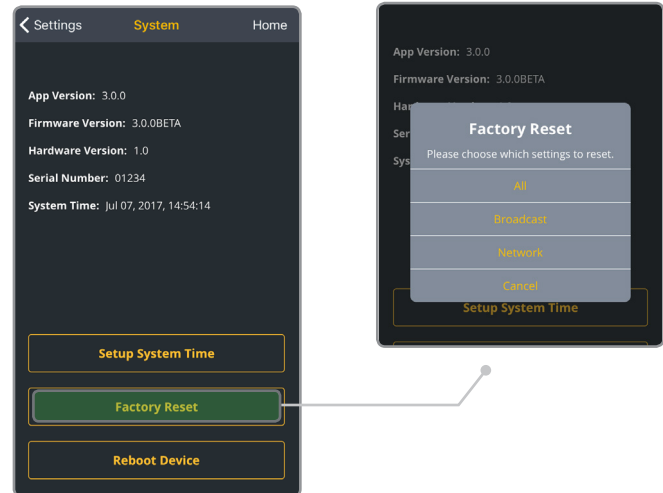 Settings System Home
App Version: 3.0.0
Firmware Version: 3.0.0BETA
Hardware Version: 1.0
Serial Number: 01234
System Time: Jul 07, 2017, 14:54:14
Setup System Time
Factory Reset
Reboot Device
App Version: 3.0.0
Firmware Version: 3.0.0BETA
Factory Reset
Please choose which settings to reset.
All
Broadcast
Network
Cancel
Setup System Time